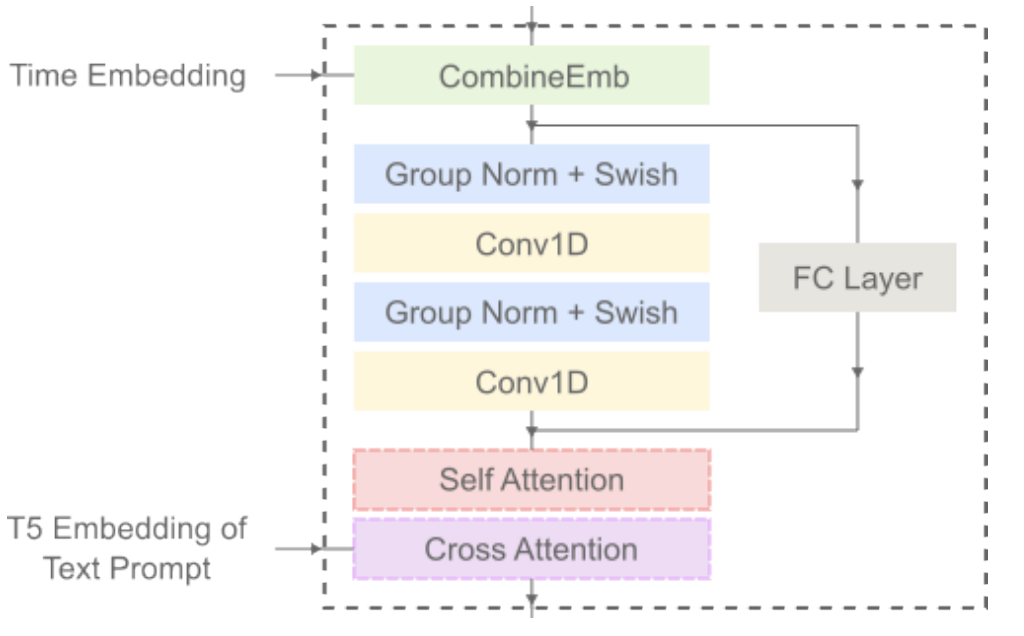 Time Embedding
CombineEmb
Group Norm + Swish
Conv1D
FC Layer
Group Norm + Swish
Conv1D
Self Attention
T5 Embedding of
Text Prompt
Cross Attention